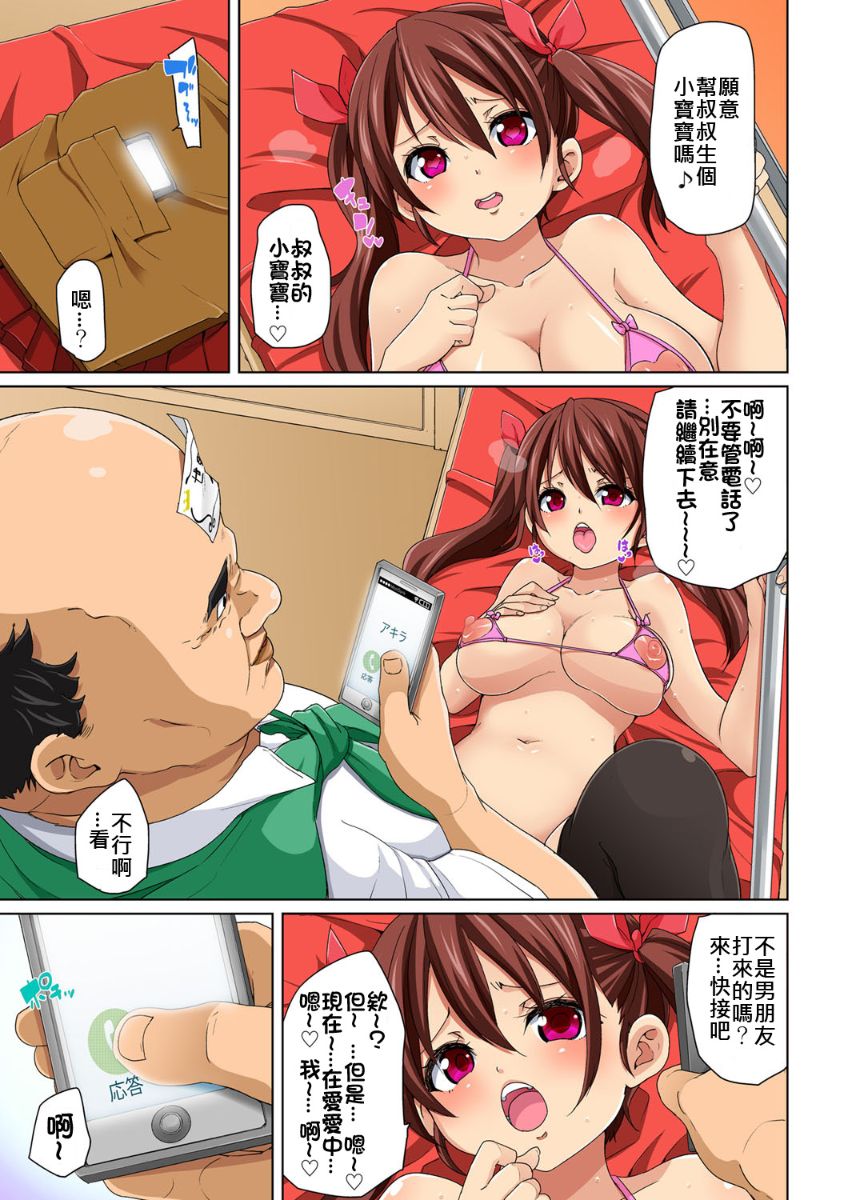 願意
幫叔叔生個
小寶寶嗎♪
叔叔的
小寶寶…♡
嗯…?
啊~啊~♡
不要管電話了
…別在意
請繼續下去~~~♡
アキラ
応答
不行啊
…看
不是男朋友
打來的嗎?
來…快接吧
欸~?
但~…但是…嗯~♡
現在~…在愛愛中…
嗯~♡我~…啊~♡
ポチッ
応答
啊~